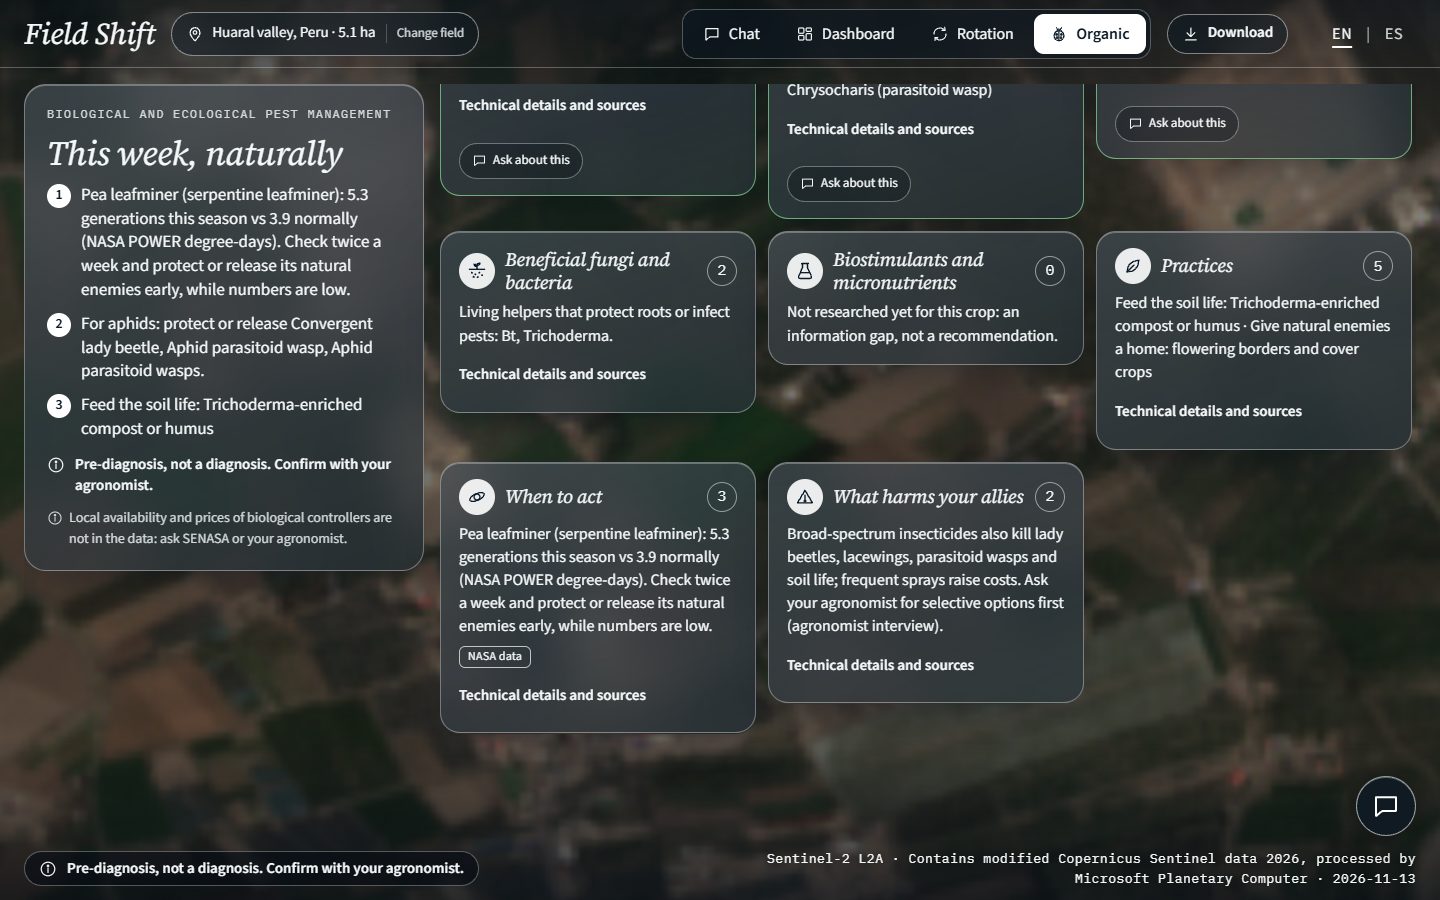 Field Shift
Huaral valley, Peru · 5.1 ha
Change field
Chat
Dashboard
Rotation
Organic
Download
EN | ES
BIOLOGICAL AND ECOLOGICAL PEST MANAGEMENT
This week, naturally
1
Pea leafminer (serpentine leafminer): 5.3
generations this season vs 3.9 normally
(NASA POWER degree-days). Check twice a
week and protect or release its natural
enemies early, while numbers are low.
2
For aphids: protect or release Convergent
lady beetle, Aphid parasitoid wasp, Aphid
parasitoid wasps.
3
Feed the soil life: Trichoderma-enriched
compost or humus
Pre-diagnosis, not a diagnosis. Confirm with your
agronomist.
Local availability and prices of biological controllers are
not in the data: ask SENASA or your agronomist.
Technical details and sources
Ask about this
Chrysocharis (parasitoid wasp)
Technical details and sources
Ask about this
Ask about this
Beneficial fungi and
bacteria
2
Living helpers that protect roots or infect
pests: Bt, Trichoderma.
Technical details and sources
Biostimulants and
micronutrients
0
Not researched yet for this crop: an
information gap, not a recommendation.
Practices
5
Feed the soil life: Trichoderma-enriched
compost or humus · Give natural enemies
a home: flowering borders and cover
crops
Technical details and sources
When to act
3
Pea leafminer (serpentine leafminer): 5.3
generations this season vs 3.9 normally
(NASA POWER degree-days). Check twice
a week and protect or release its natural
enemies early, while numbers are low.
NASA data
Technical details and sources
What harms your allies
2
Broad-spectrum insecticides also kill lady
beetles, lacewings, parasitoid wasps and
soil life; frequent sprays raise costs. Ask
your agronomist for selective options first
(agronomist interview).
Technical details and sources
Pre-diagnosis, not a diagnosis. Confirm with your agronomist.
Sentinel-2 L2A · Contains modified Copernicus Sentinel data 2026, processed by
Microsoft Planetary Computer · 2026-11-13